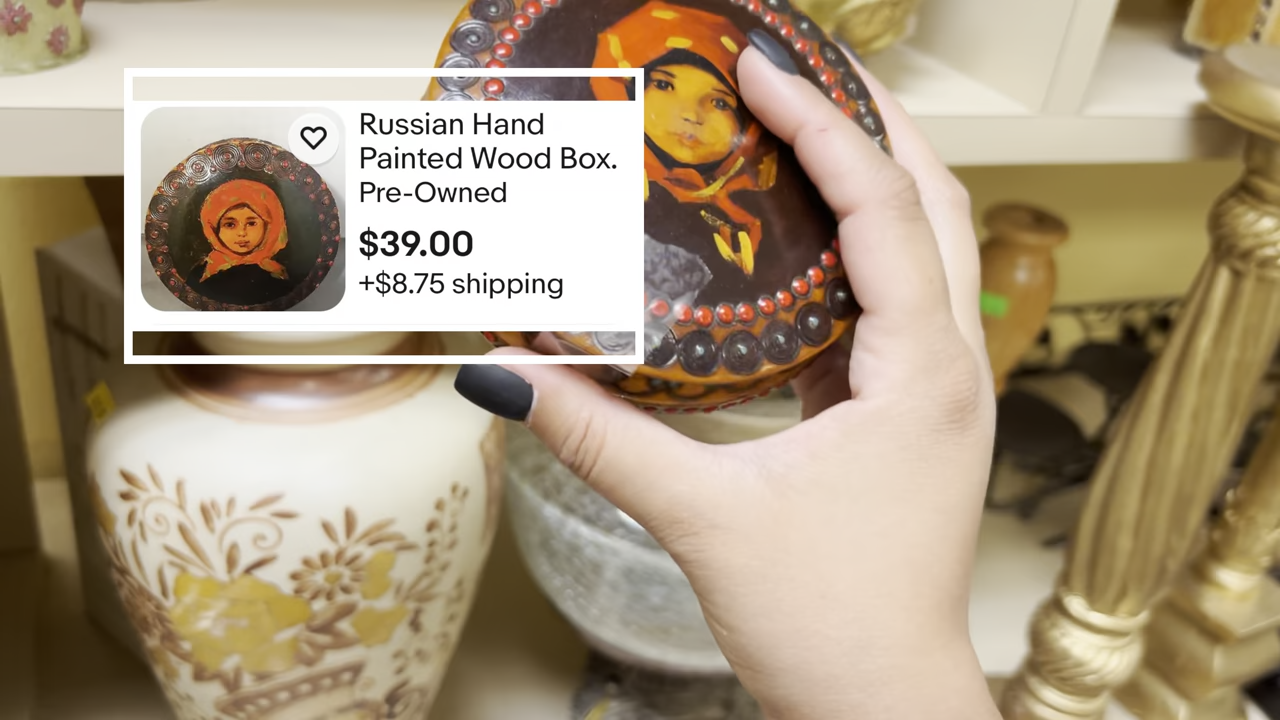 Russian Hand
Painted Wood Box.
Pre-Owned
$39.00
+$8.75 shipping